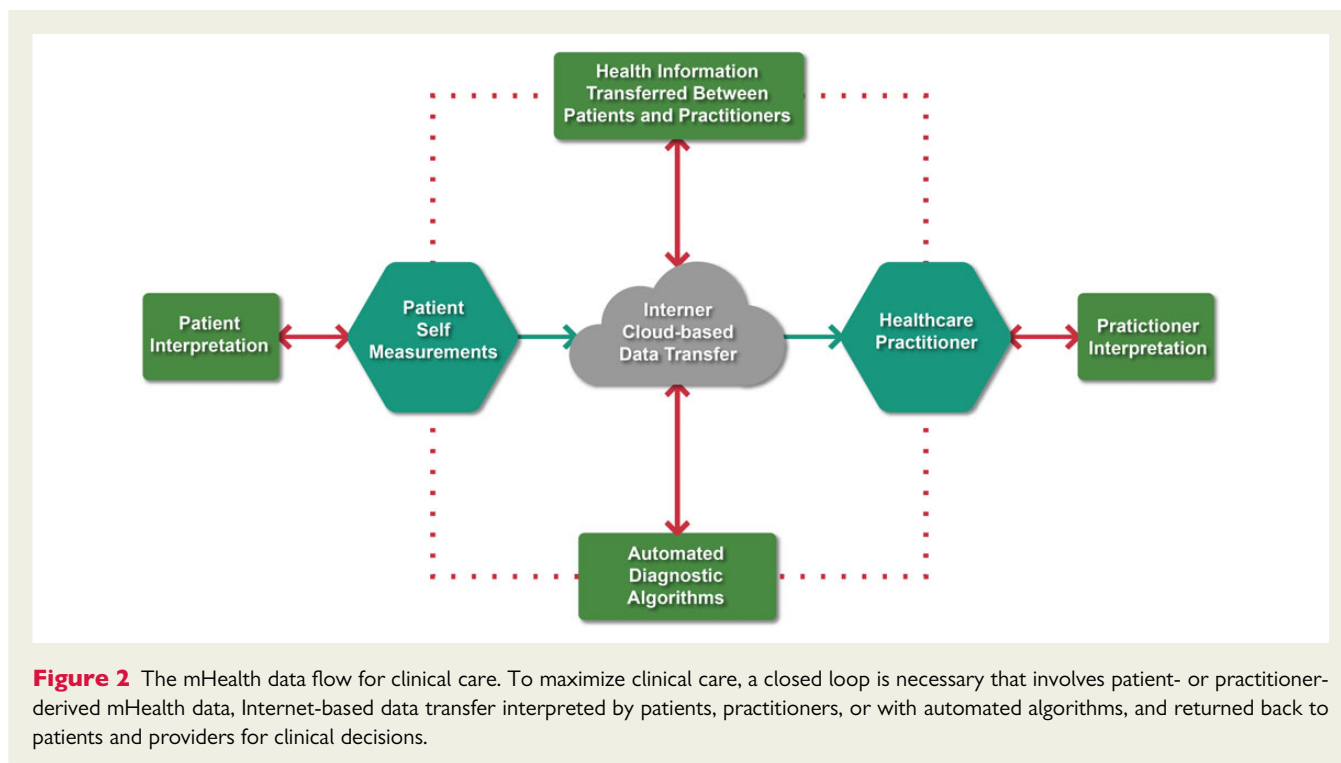 Health Information
Transferred Between
Patients and Practitioners
Patient
Interpretation
Patient
Self
Measurements
Interner
Cloud-based
Data Transfer
Healthcare
Practitioner
Pratictioner
Interpretation
Automated
Diagnostic
Algorithms
Figure 2 The mHealth data flow for clinical care. To maximize clinical care, a closed loop is necessary that involves patient- or practitioner-
derived mHealth data, Internet-based data transfer interpreted by patients, practitioners, or with automated algorithms, and returned back to
patients and providers for clinical decisions.